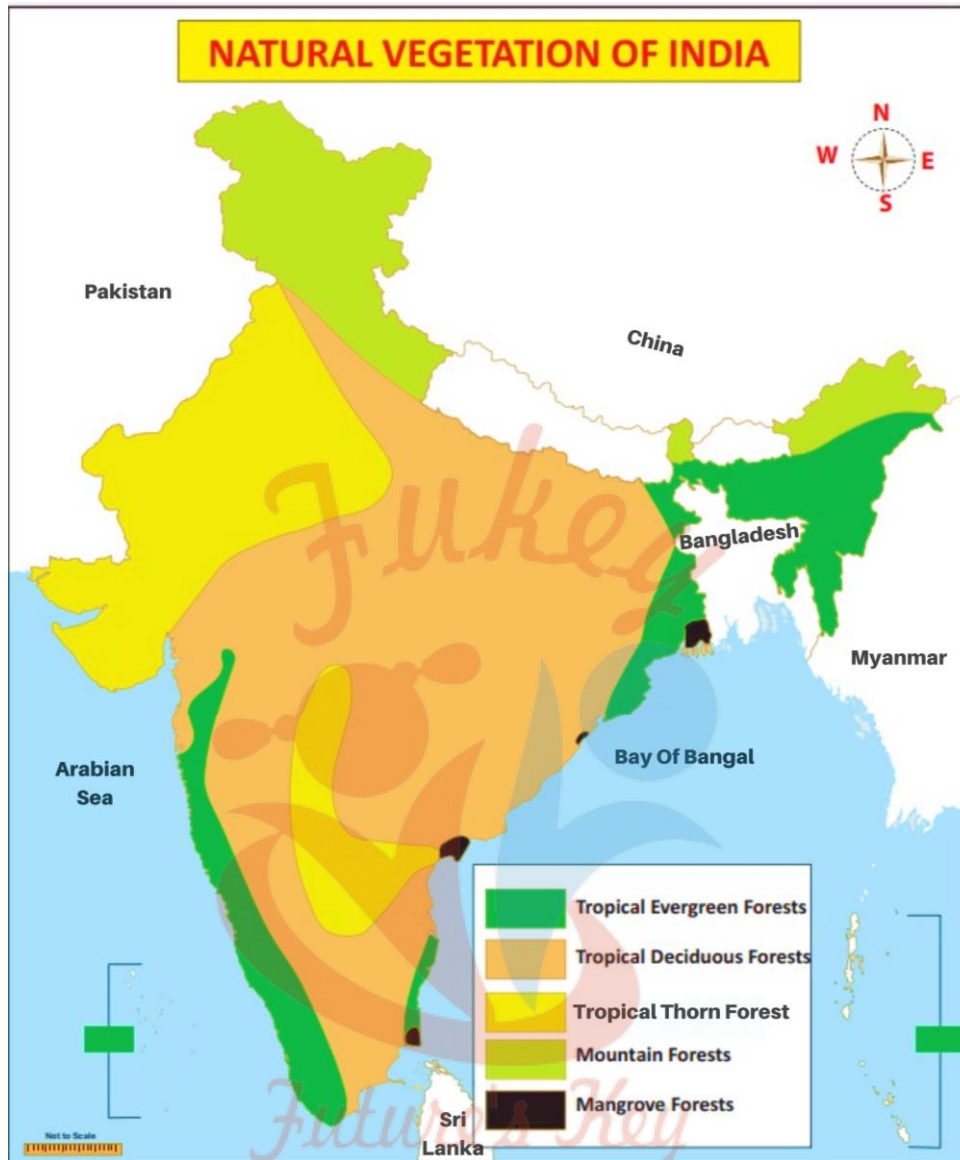 NATURAL VEGETATION OF INDIA
N
W
E
S
Pakistan
China
Fukey
Bangladesh
Myanmar
Arabian
Sea
Bay Of Bangal
Tropical Evergreen Forests
Tropical Deciduous Forests
Tropical Thorn Forest
Mountain Forests
Mangrove Forests
Future's Key
Sri
Lanka
Not to Scale